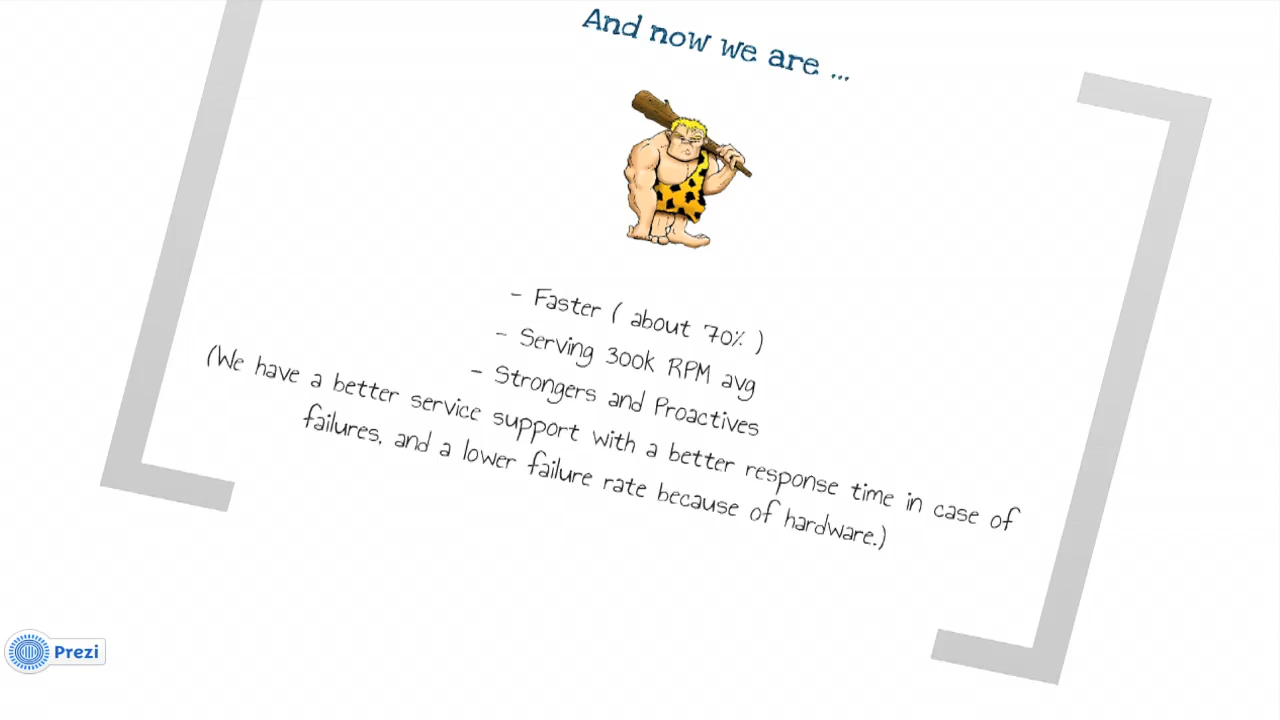 And now we are ...
- Faster ( about 70% )
- Serving 300k RPM avg
- Strongers and Proactives
(We have a better service support with a better response time in case of
failures, and a lower failure rate because of hardware.)
Prezi